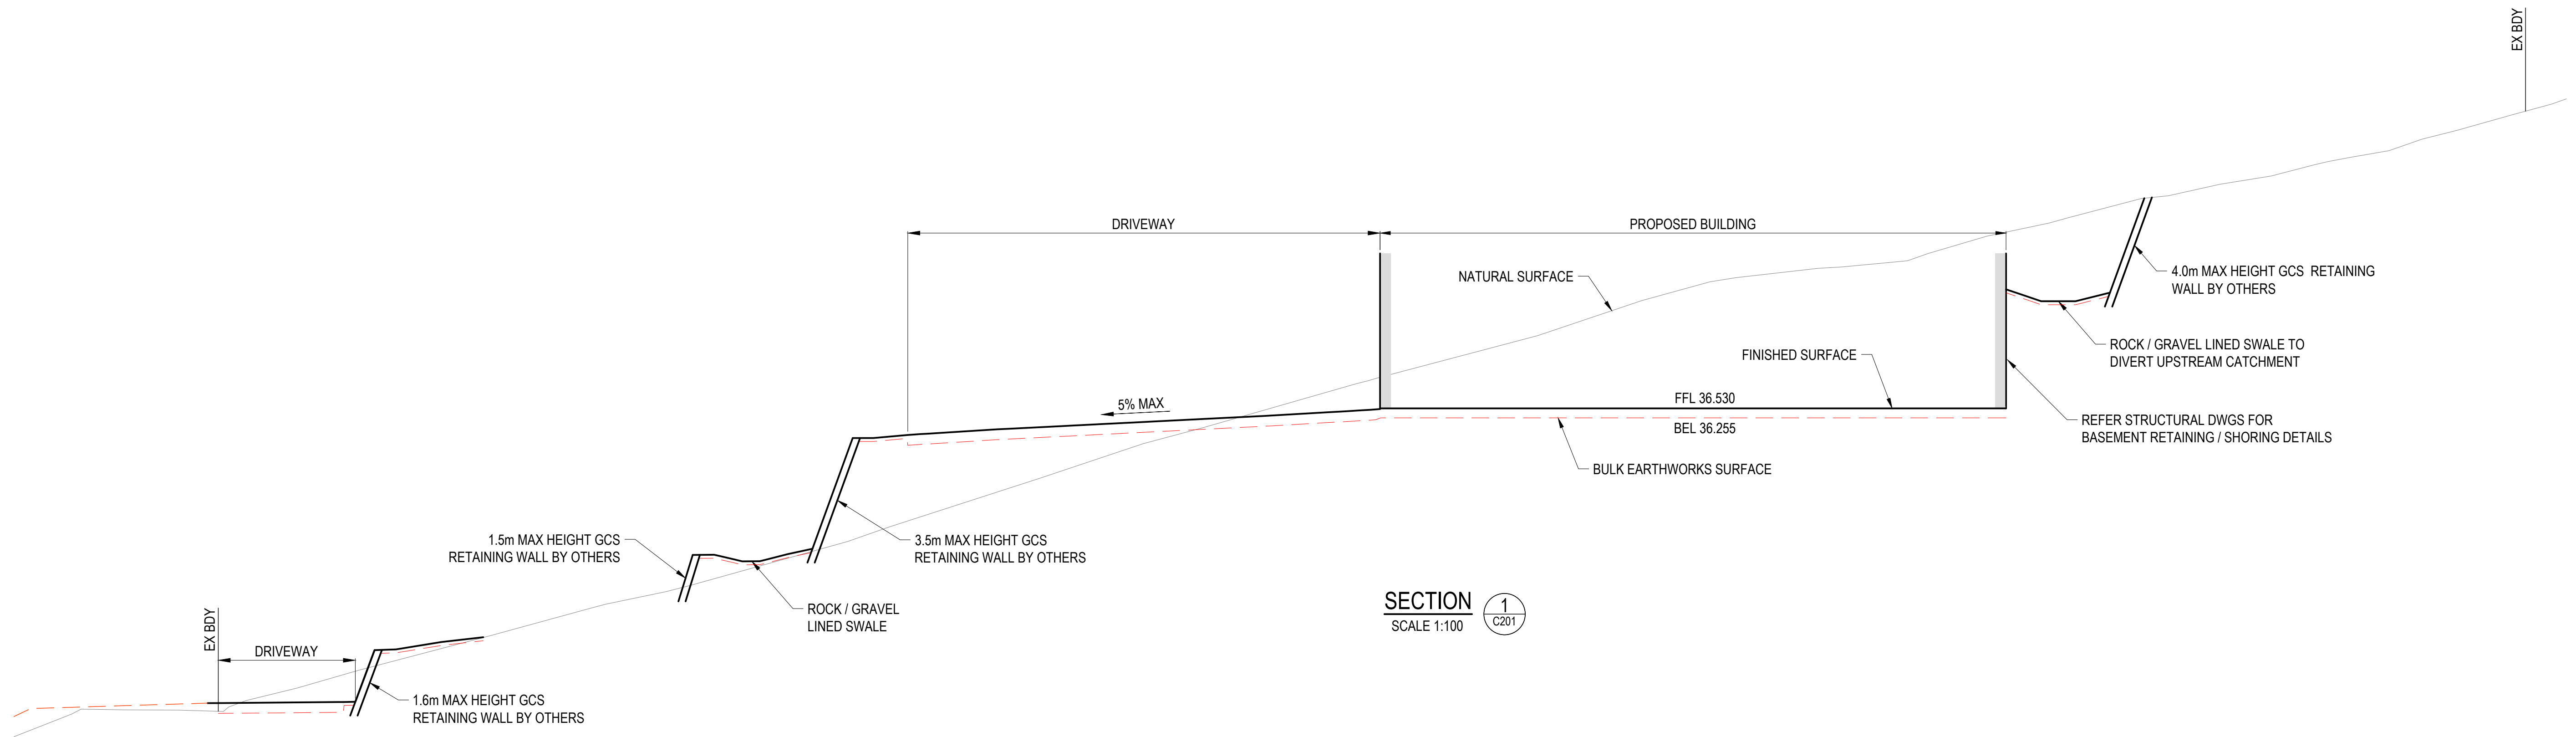 EX BDY
DRIVEWAY
PROPOSED BUILDING
NATURAL SURFACE
4.0m MAX HEIGHT GCS  RETAINING
WALL BY OTHERS
ROCK / GRAVEL LINED SWALE TO
DIVERT UPSTREAM CATCHMENT
FINISHED SURFACE
5% MAX
FFL 36.530
BEL 36.255
REFER STRUCTURAL DWGS FOR
BASEMENT RETAINING / SHORING DETAILS
BULK EARTHWORKS SURFACE
1.5m MAX HEIGHT GCS
RETAINING WALL BY OTHERS
3.5m MAX HEIGHT GCS
RETAINING WALL BY OTHERS
ROCK / GRAVEL
LINED SWALE
SECTION
SCALE 1:100
1
C201
EX BDY
DRIVEWAY
1.6m MAX HEIGHT GCS
RETAINING WALL BY OTHERS